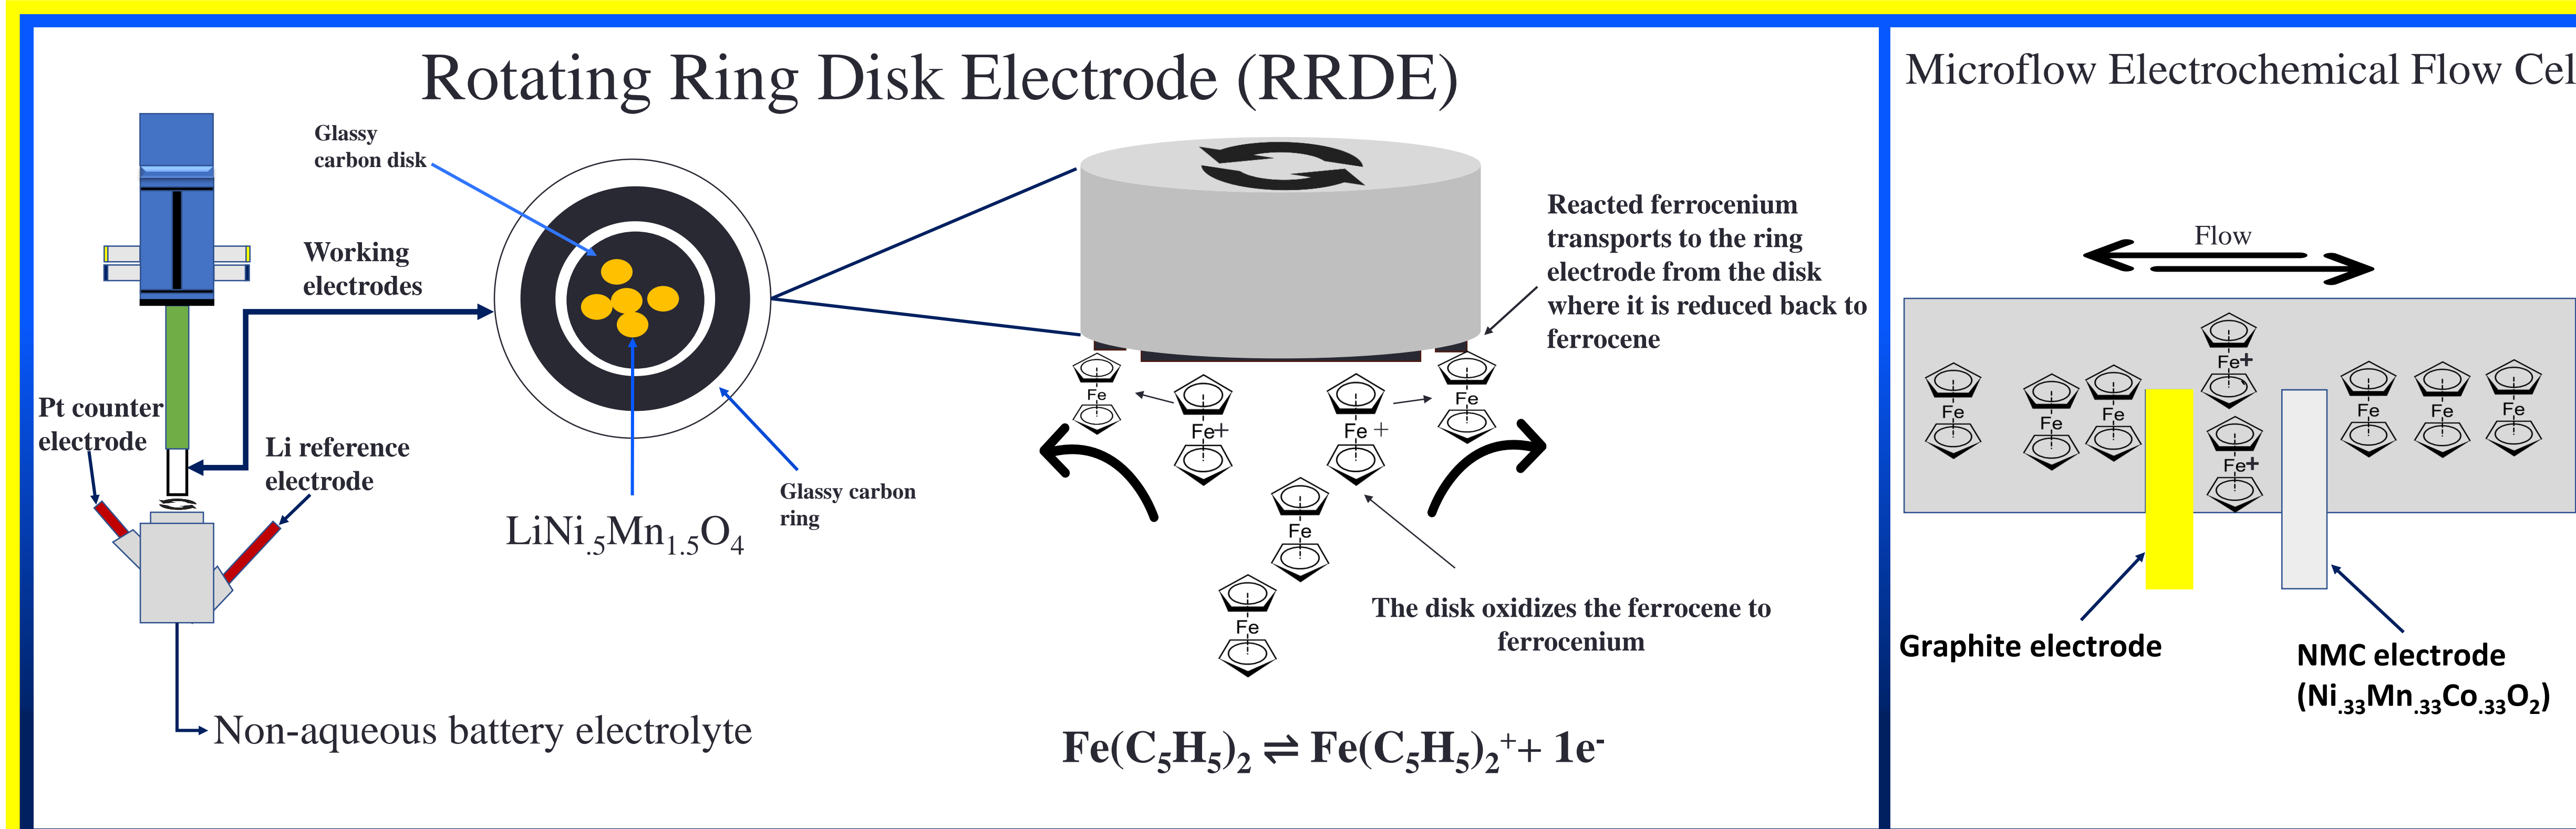 Rotating Ring Disk Electrode (RRDE)
Glassy
carbon disk
Working
electrodes
Pt counter
electrode
Li reference
electrode
LiNi.5Mn1.5O4
Glassy carbon
ring
Non-aqueous battery electrolyte
Reacted ferrocenium
transports to the ring
electrode from the disk
where it is reduced back to
ferrocene
Fe
Fe+
Fe +
Fe
Fe
Fe
The disk oxidizes the ferrocene to
ferrocenium
Fe(C5H5)2 ⇌ Fe(C5H5)2++ 1e-
Microflow Electrochemical Flow Cel
Flow
Fe
Fe
Fe
Fe+
Fe+
Fe
Fe
Fe
Graphite electrode
NMC electrode
(Ni.33Mn.33Co.33O2)